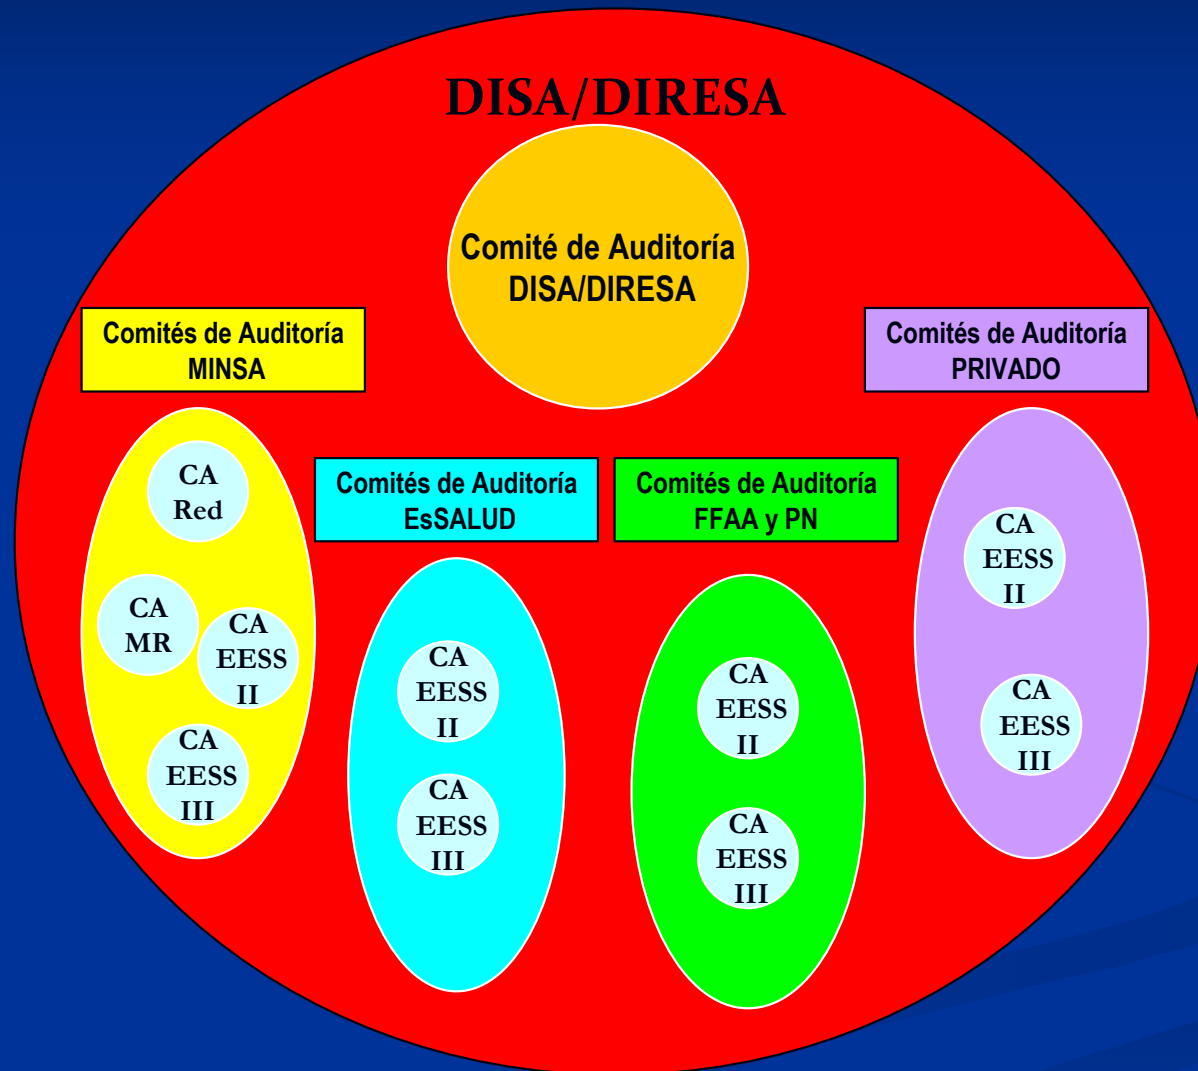 DISA/DIRESA
Comité de Auditoría
DISA/DIRESA
Comités de Auditoría
MINSA
CA
Red
CA
MR
CA
EESS
II
CA
EESS
III
Comités de Auditoría
EsSALUD
CA
EESS
II
CA
EESS
III
Comités de Auditoría
FFAA y PN
CA
EESS
II
CA
EESS
III
Comités de Auditoría
PRIVADO
CA
EESS
II
CA
EESS
III